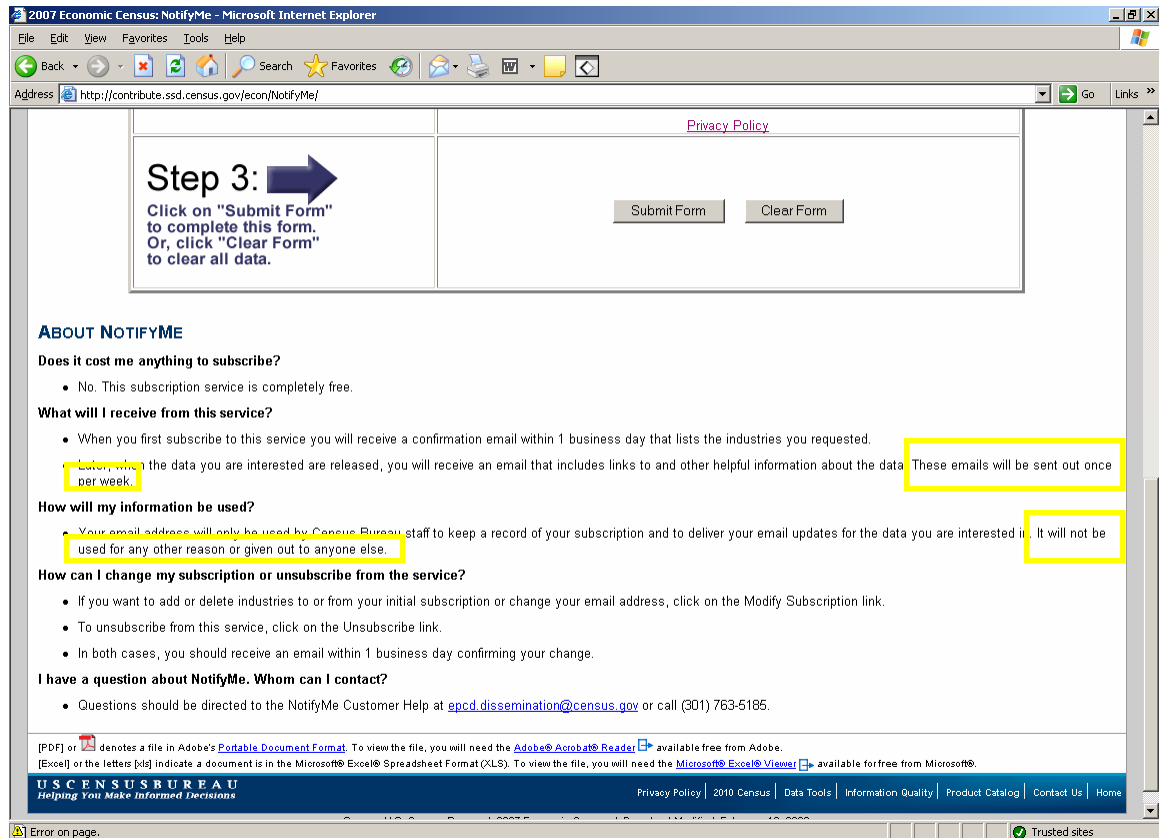 2007 Economic Census: NotifyMe - Microsoft Internet Explorer
File Edit View Favorites Tools Help
Back Search Favorites
Address http://contribute.ssd.census.gov/econ/NotifyMe/ Go Links »
Privacy Policy
Step 3:
Click on "Submit Form"
to complete this form.
Or, click "Clear Form"
to clear all data.
Submit Form Clear Form
ABOUT NOTIFYME
Does it cost me anything to subscribe?
• No. This subscription service is completely free.
What will I receive from this service?
• When you first subscribe to this service you will receive a confirmation email within 1 business day that lists the industries you requested.
• Later, when the data you are interested are released, you will receive an email that includes links to and other helpful information about the data. These emails will be sent out once
per week.
How will my information be used?
• Your email address will only be used by Census Bureau staff to keep a record of your subscription and to deliver your email updates for the data you are interested in. It will not be
used for any other reason or given out to anyone else.
How can I change my subscription or unsubscribe from the service?
• If you want to add or delete industries to or from your initial subscription or change your email address, click on the Modify Subscription link.
• To unsubscribe from this service, click on the Unsubscribe link.
• In both cases, you should receive an email within 1 business day confirming your change.
I have a question about NotifyMe. Whom can I contact?
• Questions should be directed to the NotifyMe Customer Help at epcd.dissemination@census.gov or call (301) 763-5185.
[PDF] or denotes a file in Adobe's Portable Document Format. To view the file, you will need the Adobe® Acrobat® Reader available free from Adobe.
[Excel] or the letters [xls] indicate a document is in the Microsoft® Excel® Spreadsheet Format (XLS). To view the file, you will need the Microsoft® Excel® Viewer available for free from Microsoft®.
USCENSUSBUREAU
Helping You Make Informed Decisions
Privacy Policy | 2010 Census | Data Tools | Information Quality | Product Catalog | Contact Us | Home
Error on page. Trusted sites